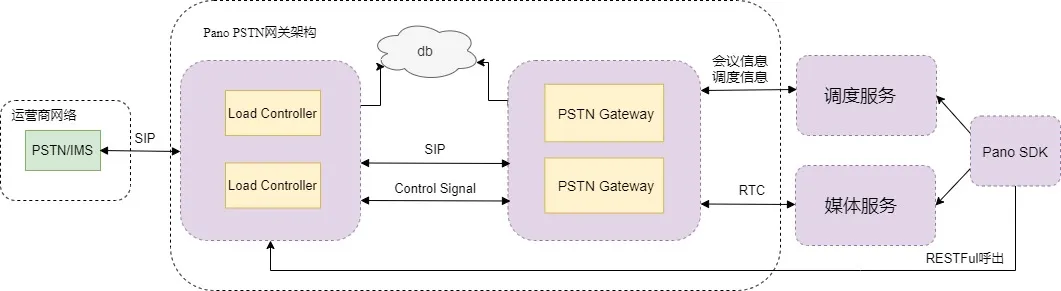 Pano PSTN网关架构
运营商网络
PSTN/IMS
SIP
Load Controller
Load Controller
db
SIP
Control Signal
PSTN Gateway
PSTN Gateway
会议信息
调度信息
RTC
调度服务
媒体服务
Pano SDK
RESTFul呼出